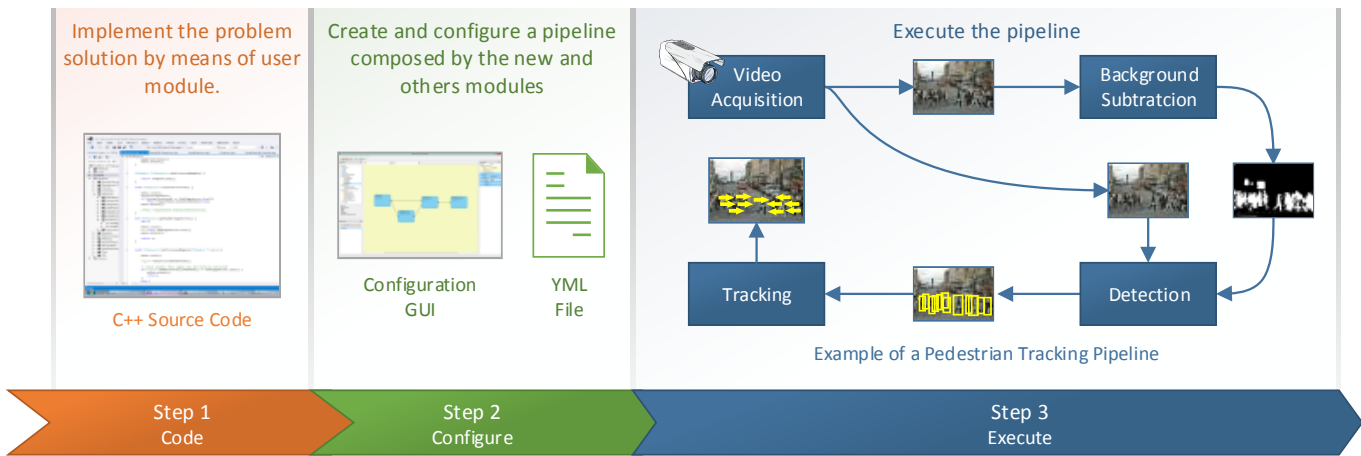 Implement the problem
solution by means of user
module.
C++ Source Code
Create and configure a pipeline
composed by the new and
others modules
Configuration
GUI
YML
File
Execute the pipeline
Video
Acquisition
Background
Subtratcion
Tracking
Detection
Example of a Pedestrian Tracking Pipeline
Step 1
Code
Step 2
Configure
Step 3
Execute